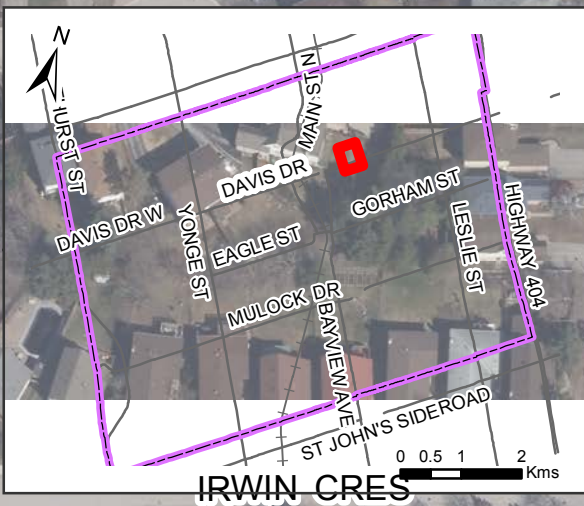 N
HURST ST
MAIN ST N
DAVIS DR
DAVIS DR W
GORHAM ST
YONGE ST
EAGLE ST
LESLIE ST
HIGHWAY 404
MULOCK DR
BAYVIEW AVE
ST JOHN'S SIDEROAD
0 0.5 1 2
Kms
IRWIN CRES